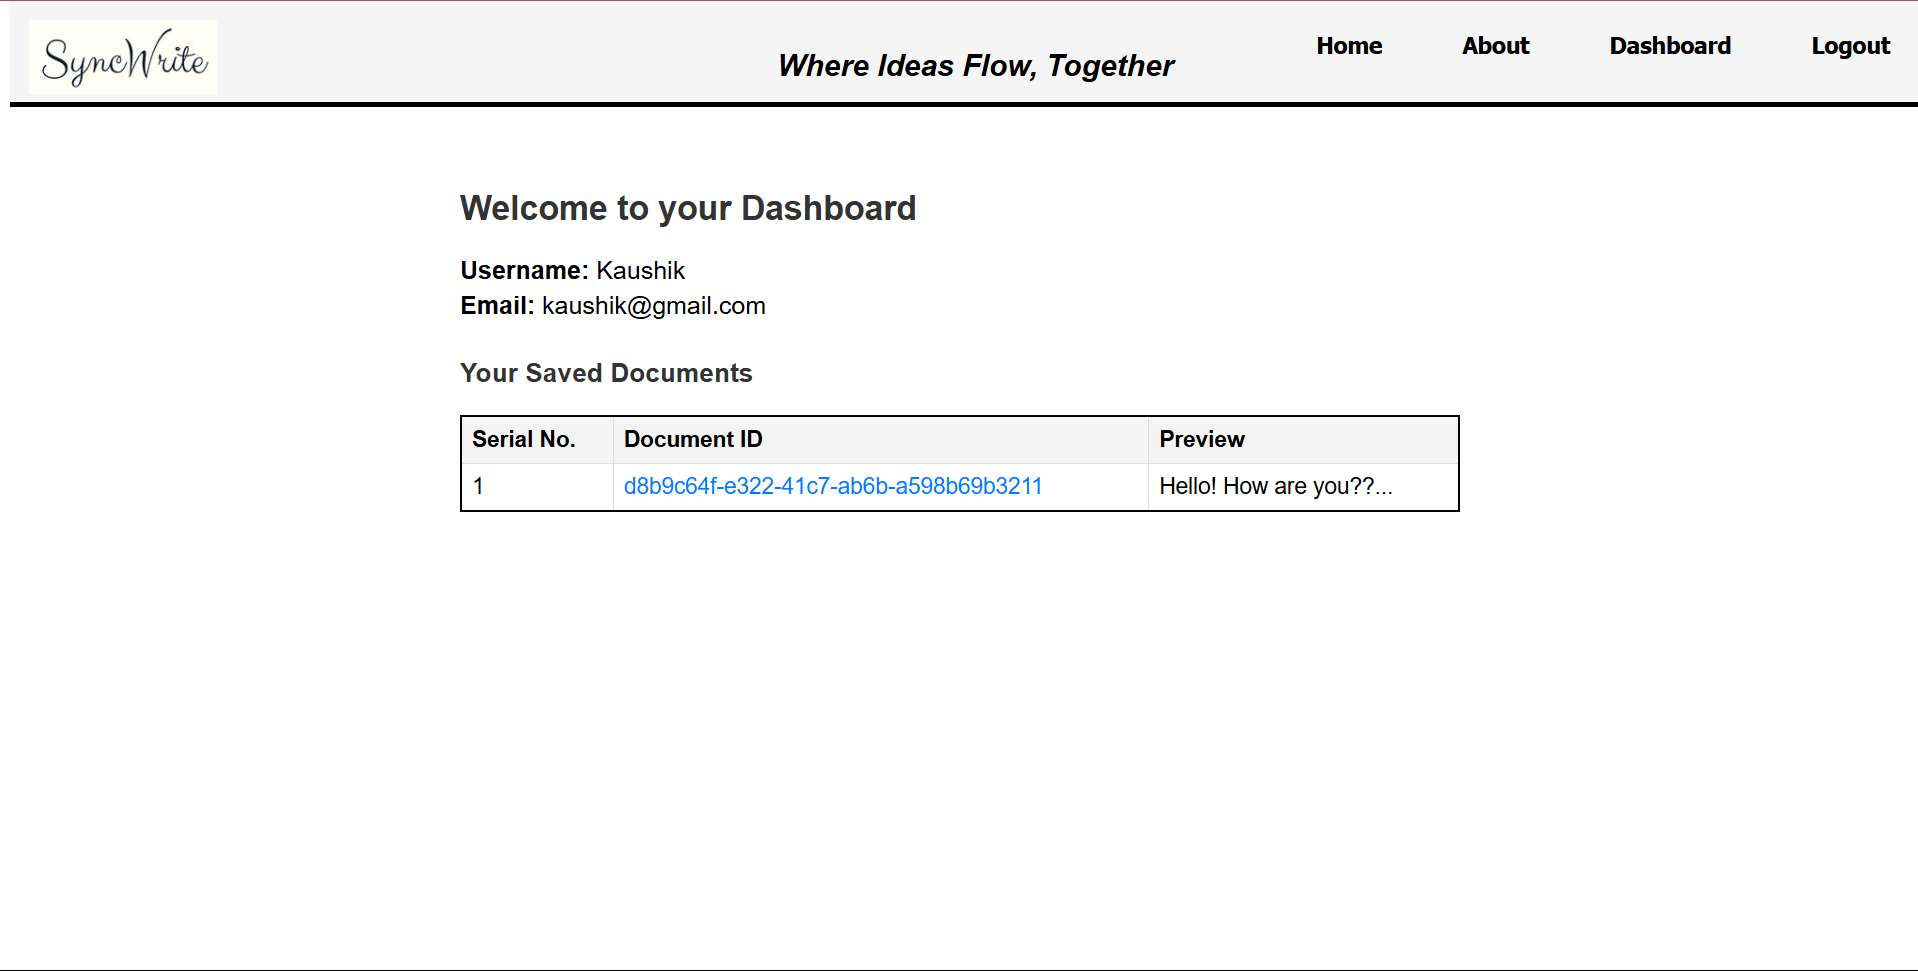 SyncWrite
Where Ideas Flow, Together
Home About Dashboard Logout
Welcome to your Dashboard
Username: Kaushik
Email: kaushik@gmail.com
Your Saved Documents
Serial No. Document ID Preview
1 d8b9c64f-e322-41c7-ab6b-a598b69b3211 Hello! How are you??...